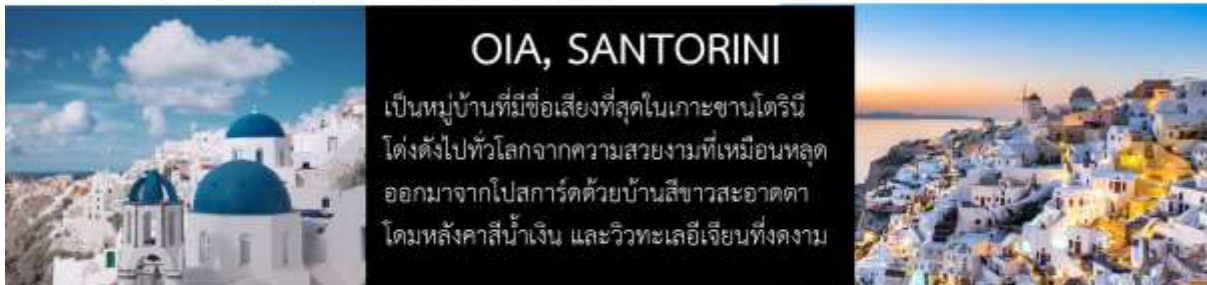 OIA, SANTORINI
เป็นหมู่บ้านที่มีชื่อเสียงที่สุดในเกาะซานโตรินี
โด่งดังไปทั่วโลกจากความสวยงามที่เหมือนหลุด
ออกมาจากโปสการ์ดด้วยบ้านสีขาวสะอาดตา
โดมหลังคาสีน้ำเงิน และวิวทะเลอีเจียนที่งดงาม